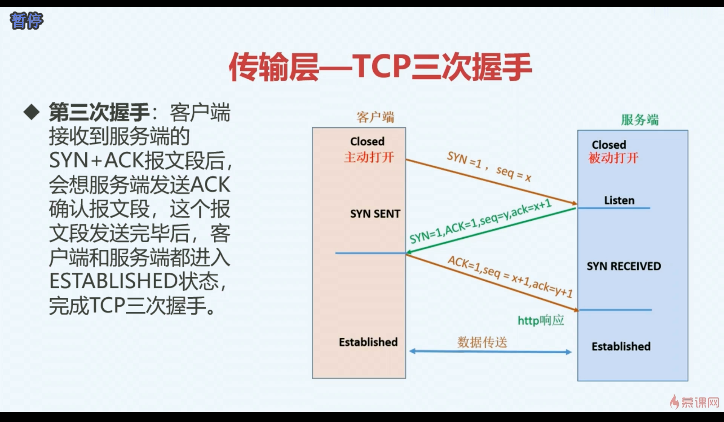 暂停
传输层—TCP三次握手
◆ 第三次握手：客户端
接收到服务端的
SYN+ACK报文段后，
会想服务端发送ACK
确认报文段，这个报
文段发送完毕后，客
户端和服务端都进入
ESTABLISHED状态，
完成TCP三次握手。
客户端
服务端
Closed
主动打开
Closed
被动打开
SYN =1 ， seq = x
Listen
SYN SENT
SYN=1,ACK=1,seq=y,ack=x+1
SYN RECEIVED
ACK=1,seq = x+1,ack=y+1
http响应
Established
数据传送
Established
慕课网